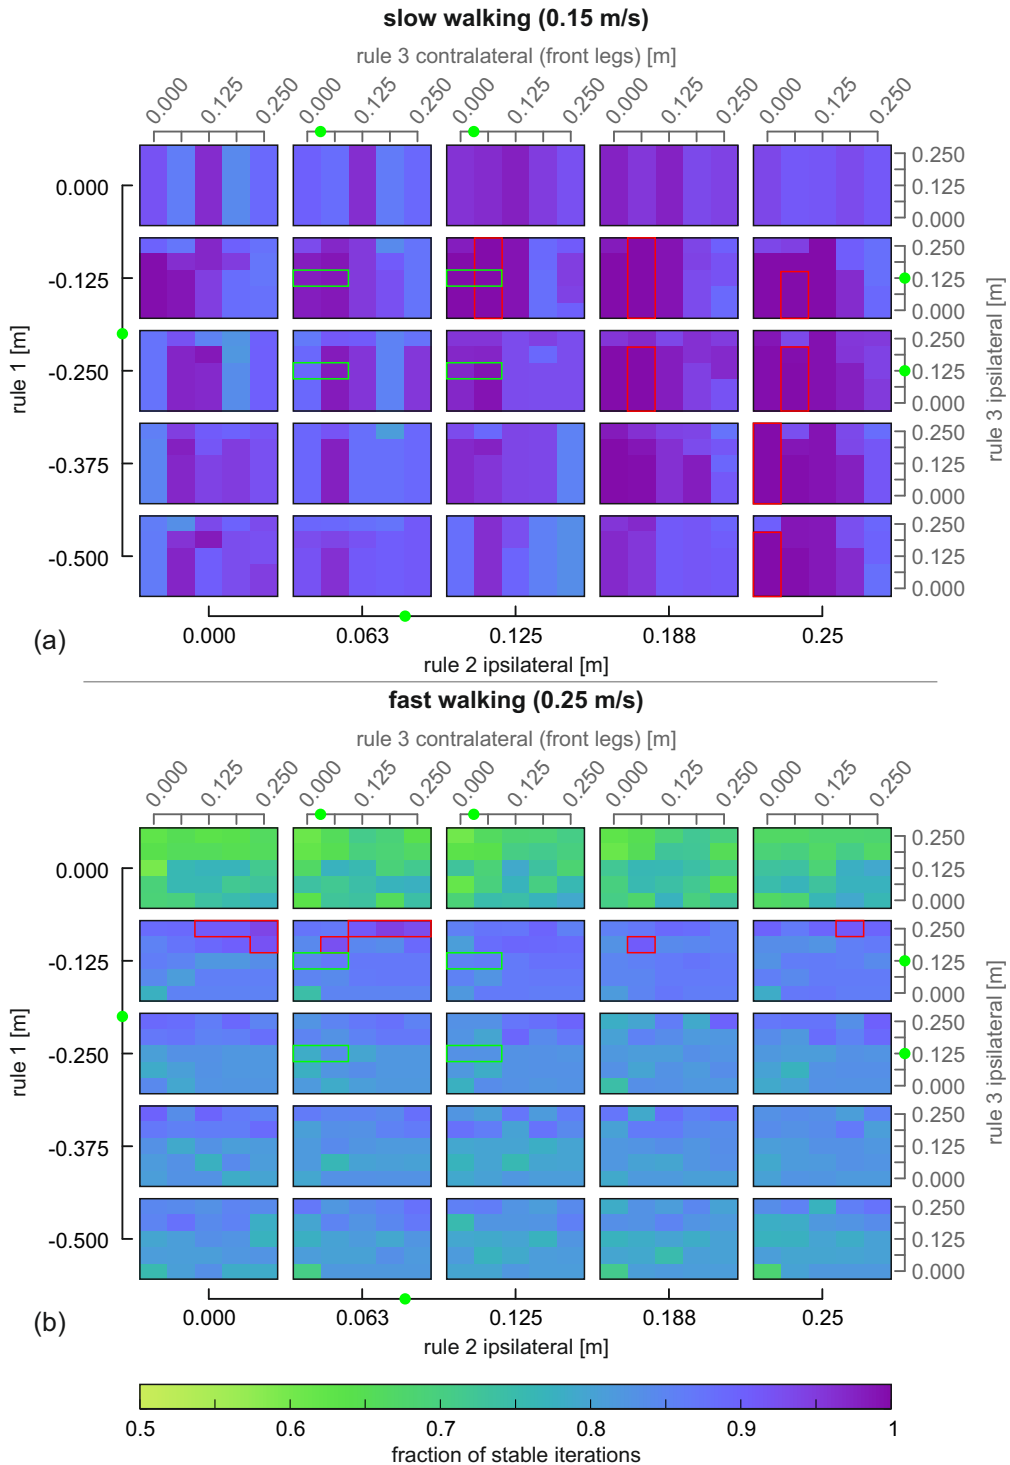 slow walking (0.15 m/s)
rule 3 contralateral (front legs) [m]
0.000 0.125 0.250 0.000 0.125 0.250 0.000 0.125 0.250 0.000 0.125 0.250 0.000 0.125 0.250
0.000
0.250
0.125
0.000
-0.125
0.250
0.125
0.000
-0.250
0.250
0.125
0.000
-0.375
0.250
0.125
0.000
-0.500
0.250
0.125
0.000
rule 1 [m]
rule 3 ipsilateral [m]
0.000 0.063 0.125 0.188 0.25
(a)
rule 2 ipsilateral [m]
fast walking (0.25 m/s)
rule 3 contralateral (front legs) [m]
0.000 0.125 0.250 0.000 0.125 0.250 0.000 0.125 0.250 0.000 0.125 0.250 0.000 0.125 0.250
0.000
0.250
0.125
0.000
-0.125
0.250
0.125
0.000
-0.250
0.250
0.125
0.000
-0.375
0.250
0.125
0.000
-0.500
0.250
0.125
0.000
rule 1 [m]
rule 3 ipsilateral [m]
0.000 0.063 0.125 0.188 0.25
(b)
rule 2 ipsilateral [m]
0.5 0.6 0.7 0.8 0.9 1
fraction of stable iterations